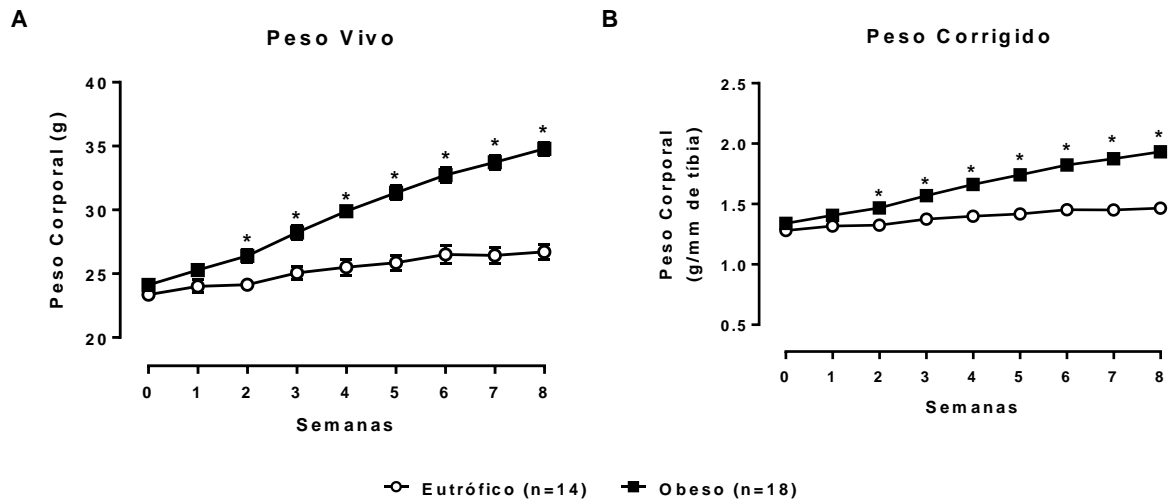 A
Peso Vivo
Peso Corporal (g)
40
35
30
25
20
* * * * * * *
0 1 2 3 4 5 6 7 8
Semanas
B
Peso Corrigido
Peso Corporal
(g/mm de tíbia)
2.5
2.0
1.5
1.0
0.5
* * * * * * *
0 1 2 3 4 5 6 7 8
Semanas
Eutrófico (n=14) Obeso (n=18)